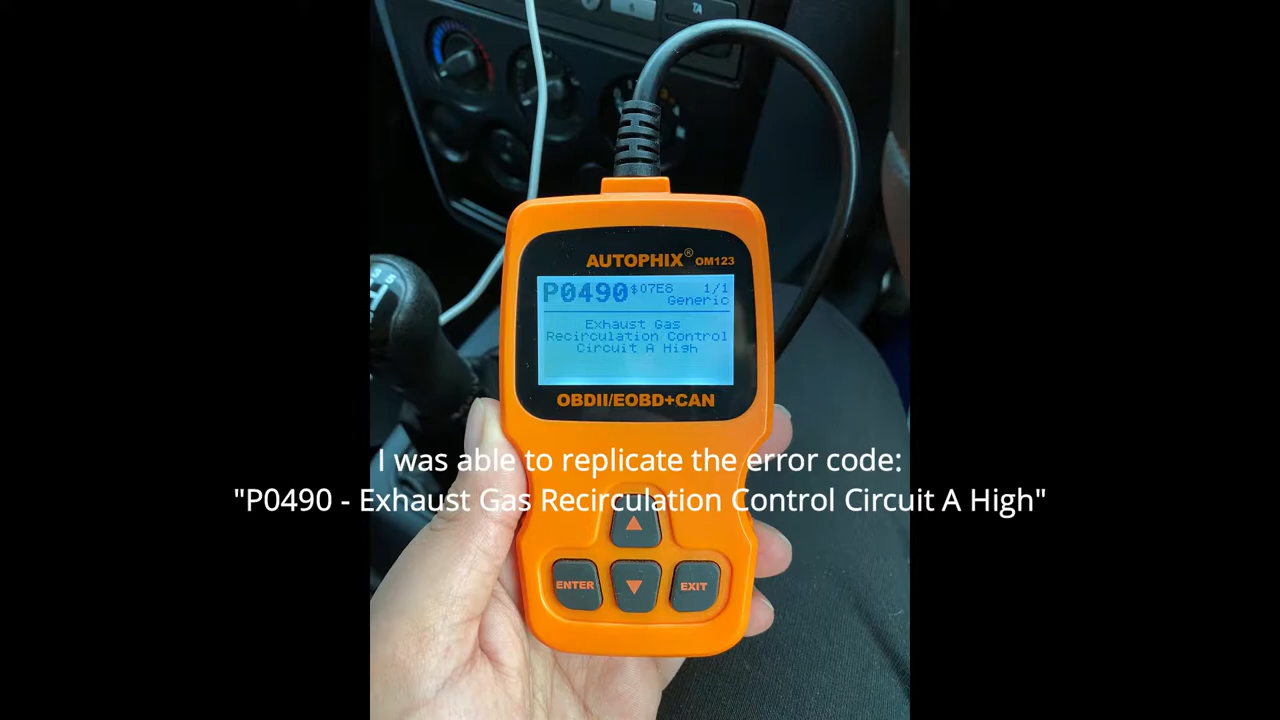 AUTOPHIX® OM123
P0490 $07E8 1/1
Generic
Exhaust Gas
Recirculation Control
Circuit A High
OBDII/EOBD+CAN
I was able to replicate the error code:
"P0490 - Exhaust Gas Recirculation Control Circuit A High"
▲
ENTER ▼ EXIT